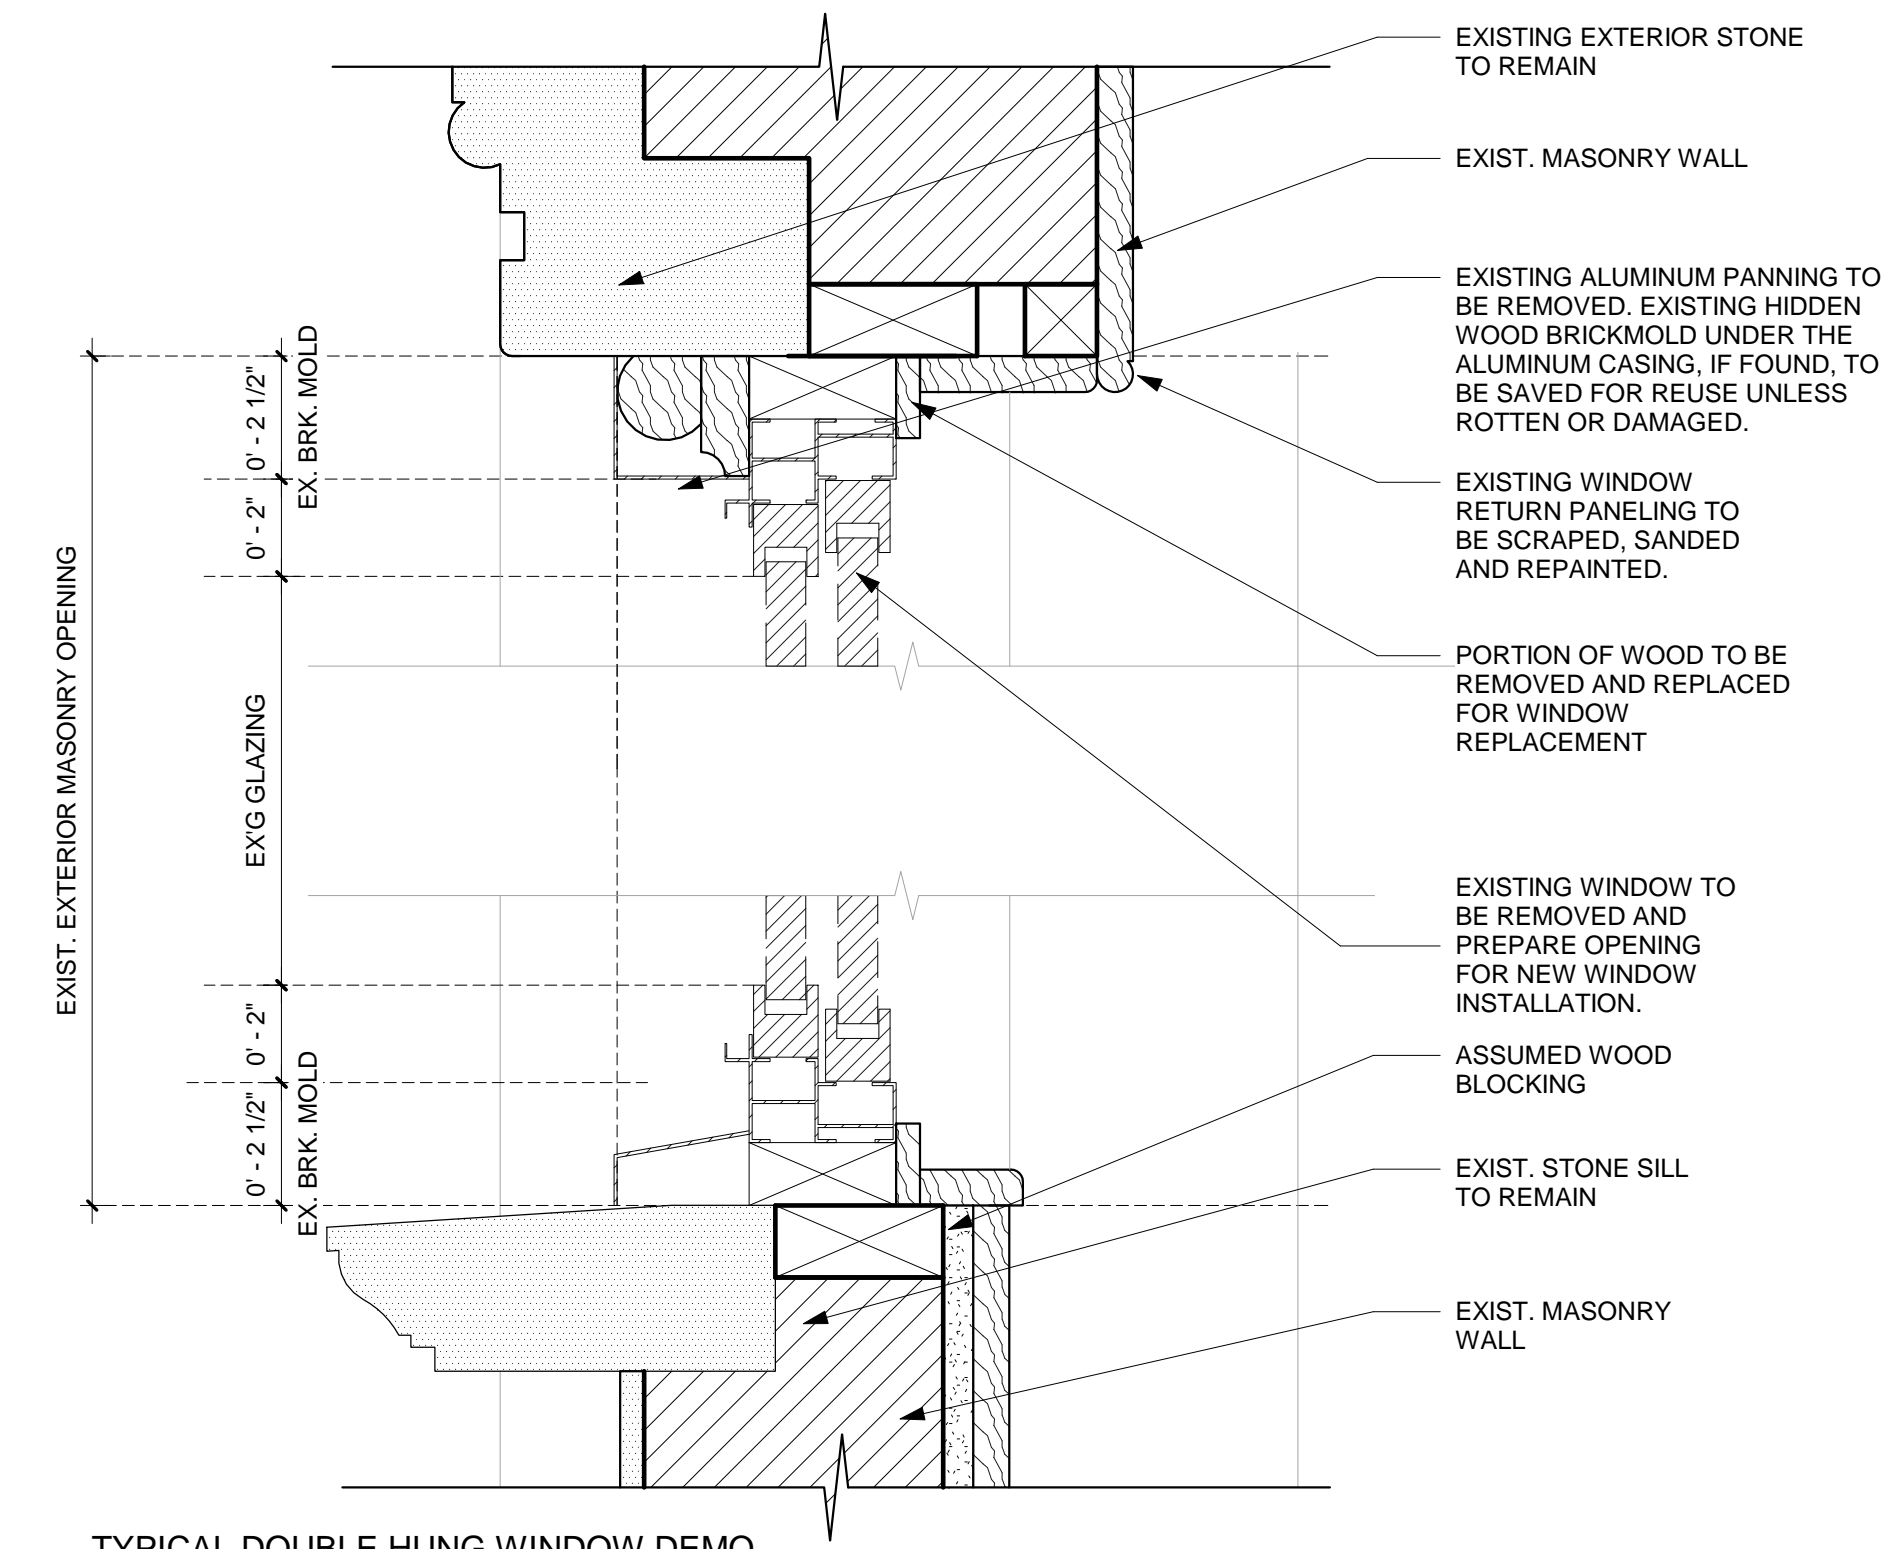 EXISTING EXTERIOR STONE
TO REMAIN
EXIST. MASONRY WALL
EXISTING ALUMINUM PANNING TO
BE REMOVED. EXISTING HIDDEN
WOOD BRICKMOLD UNDER THE
ALUMINUM CASING, IF FOUND, TO
BE SAVED FOR REUSE UNLESS
ROTTEN OR DAMAGED.
EXISTING WINDOW
RETURN PANELING TO
BE SCRAPED, SANDED
AND REPAINTED.
PORTION OF WOOD TO BE
REMOVED AND REPLACED
FOR WINDOW
REPLACEMENT
EXISTING WINDOW TO
BE REMOVED AND
PREPARE OPENING
FOR NEW WINDOW
INSTALLATION.
ASSUMED WOOD
BLOCKING
EXIST. STONE SILL
TO REMAIN
EXIST. MASONRY
WALL
EXIST. EXTERIOR MASONRY OPENING
0' - 2 1/2"
EX. BRK. MOLD
0' - 2"
EX'G GLAZING
0' - 2"
0' - 2 1/2"
EX. BRK. MOLD
TYPICAL DOUBLE HUNG WINDOW DEMO